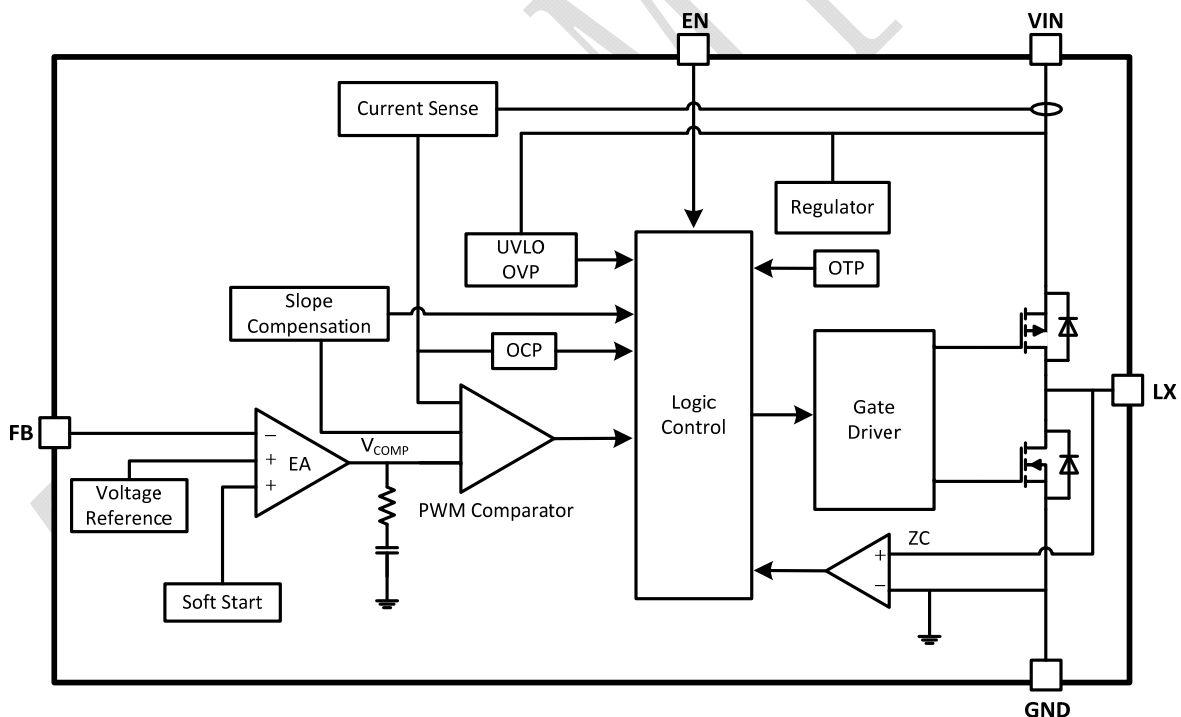 EN
VIN
Current Sense
Regulator
UVLO
OVP
OTP
Slope
Compensation
OCP
Logic
Control
Gate
Driver
LX
FB
−
+
+
EA
VCOMP
PWM Comparator
Voltage
Reference
Soft Start
ZC
+
−
GND